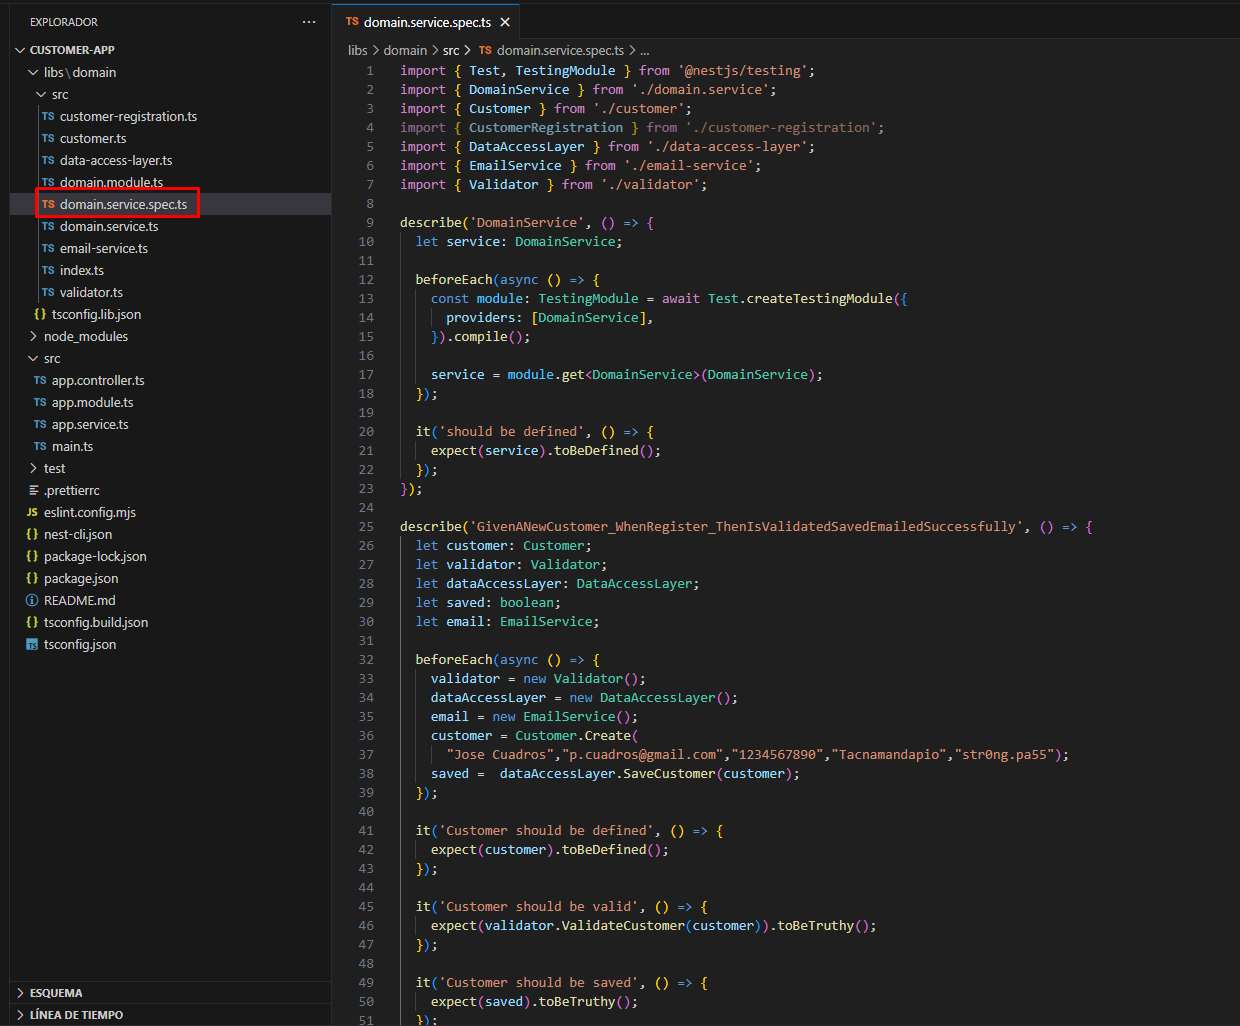 EXPLORADOR
CUSTOMER-APP
libs\domain
src
TS customer-registration.ts
TS customer.ts
TS data-access-layer.ts
TS domain.module.ts
TS domain.service.spec.ts
TS domain.service.ts
TS email-service.ts
TS index.ts
TS validator.ts
{} tsconfig.lib.json
node_modules
src
TS app.controller.ts
TS app.module.ts
TS app.service.ts
TS main.ts
test
.prettierrc
JS eslint.config.mjs
{} nest-cli.json
{} package-lock.json
{} package.json
README.md
{} tsconfig.build.json
TS tsconfig.json
ESQUEMA
LÍNEA DE TIEMPO
TS domain.service.spec.ts
libs > domain > src > TS domain.service.spec.ts > ...
1 import { Test, TestingModule } from '@nestjs/testing';
2 import { DomainService } from './domain.service';
3 import { Customer } from './customer';
4 import { CustomerRegistration } from './customer-registration';
5 import { DataAccessLayer } from './data-access-layer';
6 import { EmailService } from './email-service';
7 import { Validator } from './validator';
8
9 describe('DomainService', () => {
10 let service: DomainService;
11
12 beforeEach(async () => {
13 const module: TestingModule = await Test.createTestingModule({
14 providers: [DomainService],
15 }).compile();
16
17 service = module.get<DomainService>(DomainService);
18 });
19
20 it('should be defined', () => {
21 expect(service).toBeDefined();
22 });
23 });
24
25 describe('GivenANewCustomer_WhenRegister_ThenIsValidatedSavedEmailedSuccessfully', () => {
26 let customer: Customer;
27 let validator: Validator;
28 let dataAccessLayer: DataAccessLayer;
29 let saved: boolean;
30 let email: EmailService;
31
32 beforeEach(async () => {
33 validator = new Validator();
34 dataAccessLayer = new DataAccessLayer();
35 email = new EmailService();
36 customer = Customer.Create(
37 "Jose Cuadros","p.cuadros@gmail.com","1234567890","Tacnamandapio","str0ng.pa55");
38 saved =  dataAccessLayer.SaveCustomer(customer);
39 });
40
41 it('Customer should be defined', () => {
42 expect(customer).toBeDefined();
43 });
44
45 it('Customer should be valid', () => {
46 expect(validator.ValidateCustomer(customer)).toBeTruthy();
47 });
48
49 it('Customer should be saved', () => {
50 expect(saved).toBeTruthy();
51 });